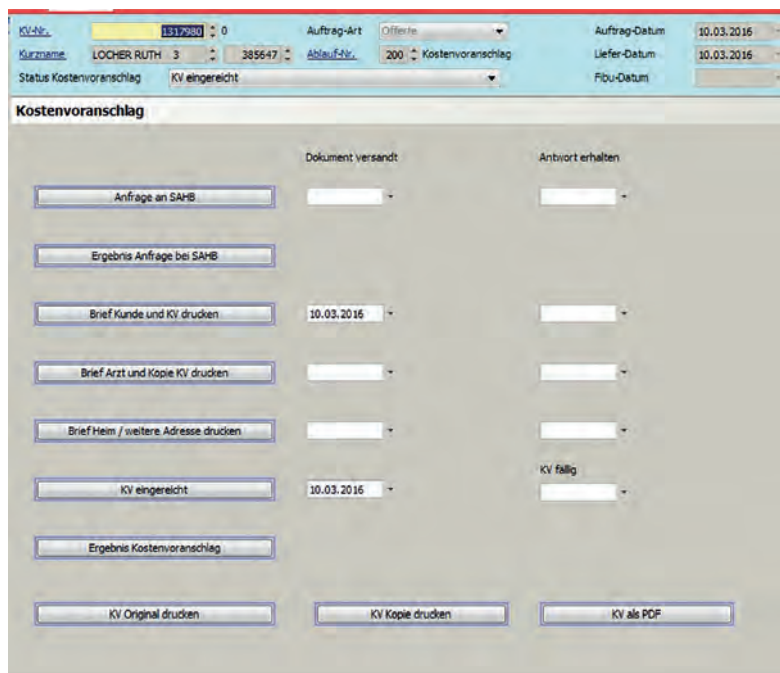 KV-Nr. 1317980 0 Auftrag-Art Offerte Auftrag-Datum 10.03.2016
Kurzname LOCHER RUTH 3 385647 Ablauf-Nr. 200 Kostenvoranschlag Liefer-Datum 10.03.2016
Status Kostenvoranschlag KV eingereicht Fibu-Datum
Kostenvoranschlag
Dokument versandt Antwort erhalten
Anfrage an SAHB
Ergebnis Anfrage bei SAHB
Brief Kunde und KV drucken 10.03.2016
Brief Arzt und Kopie KV drucken
Brief Heim / weitere Adresse drucken
KV fällig
KV eingereicht 10.03.2016
Ergebnis Kostenvoranschlag
KV Original drucken KV Kopie drucken KV als PDF